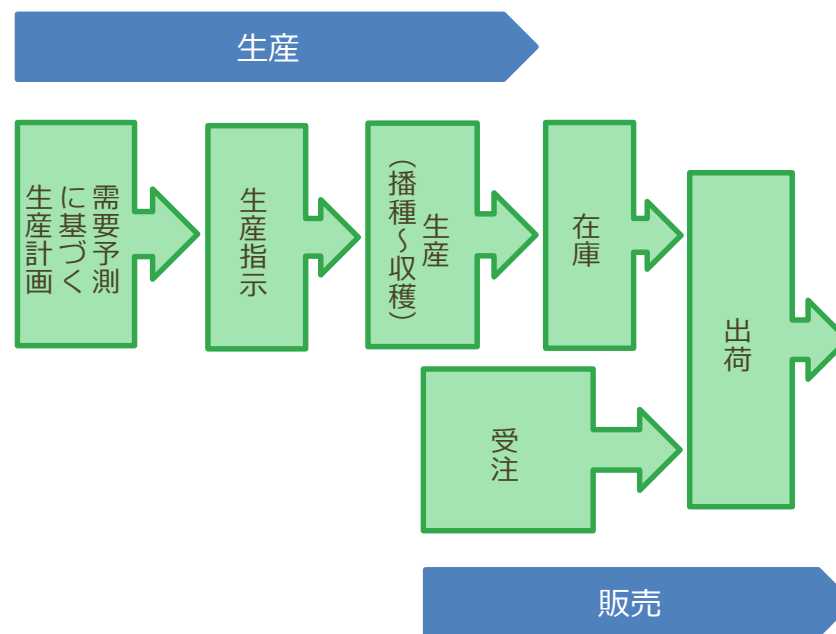 生産
需要予測
に基づく
生産計画
生産指示
生産
（播種～収穫）
在庫
出荷
受注
販売